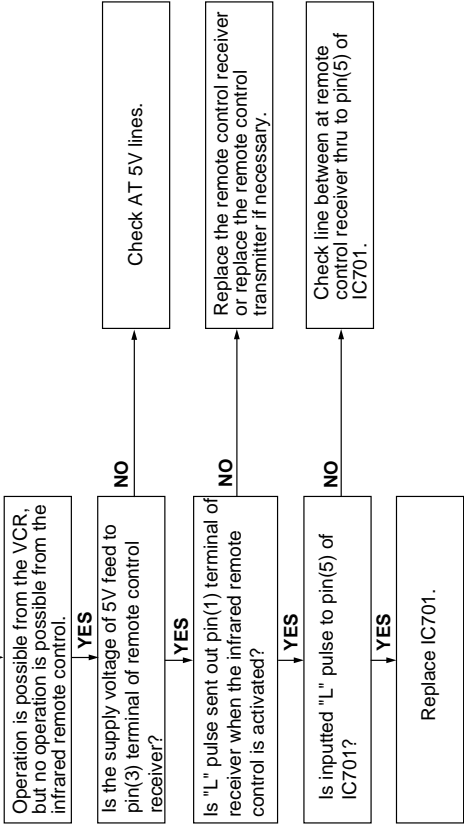 Operation is possible from the VCR,
but no operation is possible from the
infrared remote control.
YES
Is the supply voltage of 5V feed to
pin(3) terminal of remote control
receiver?
NO
Check AT 5V lines.
YES
Is "L" pulse sent out pin(1) terminal of
receiver when the infrared remote
control is activated?
NO
Replace the remote control receiver
or replace the remote control
transmitter if necessary.
YES
Is inputted "L" pulse to pin(5) of
IC701?
NO
Check line between at remote
control receiver thru to pin(5) of
IC701.
YES
Replace IC701.